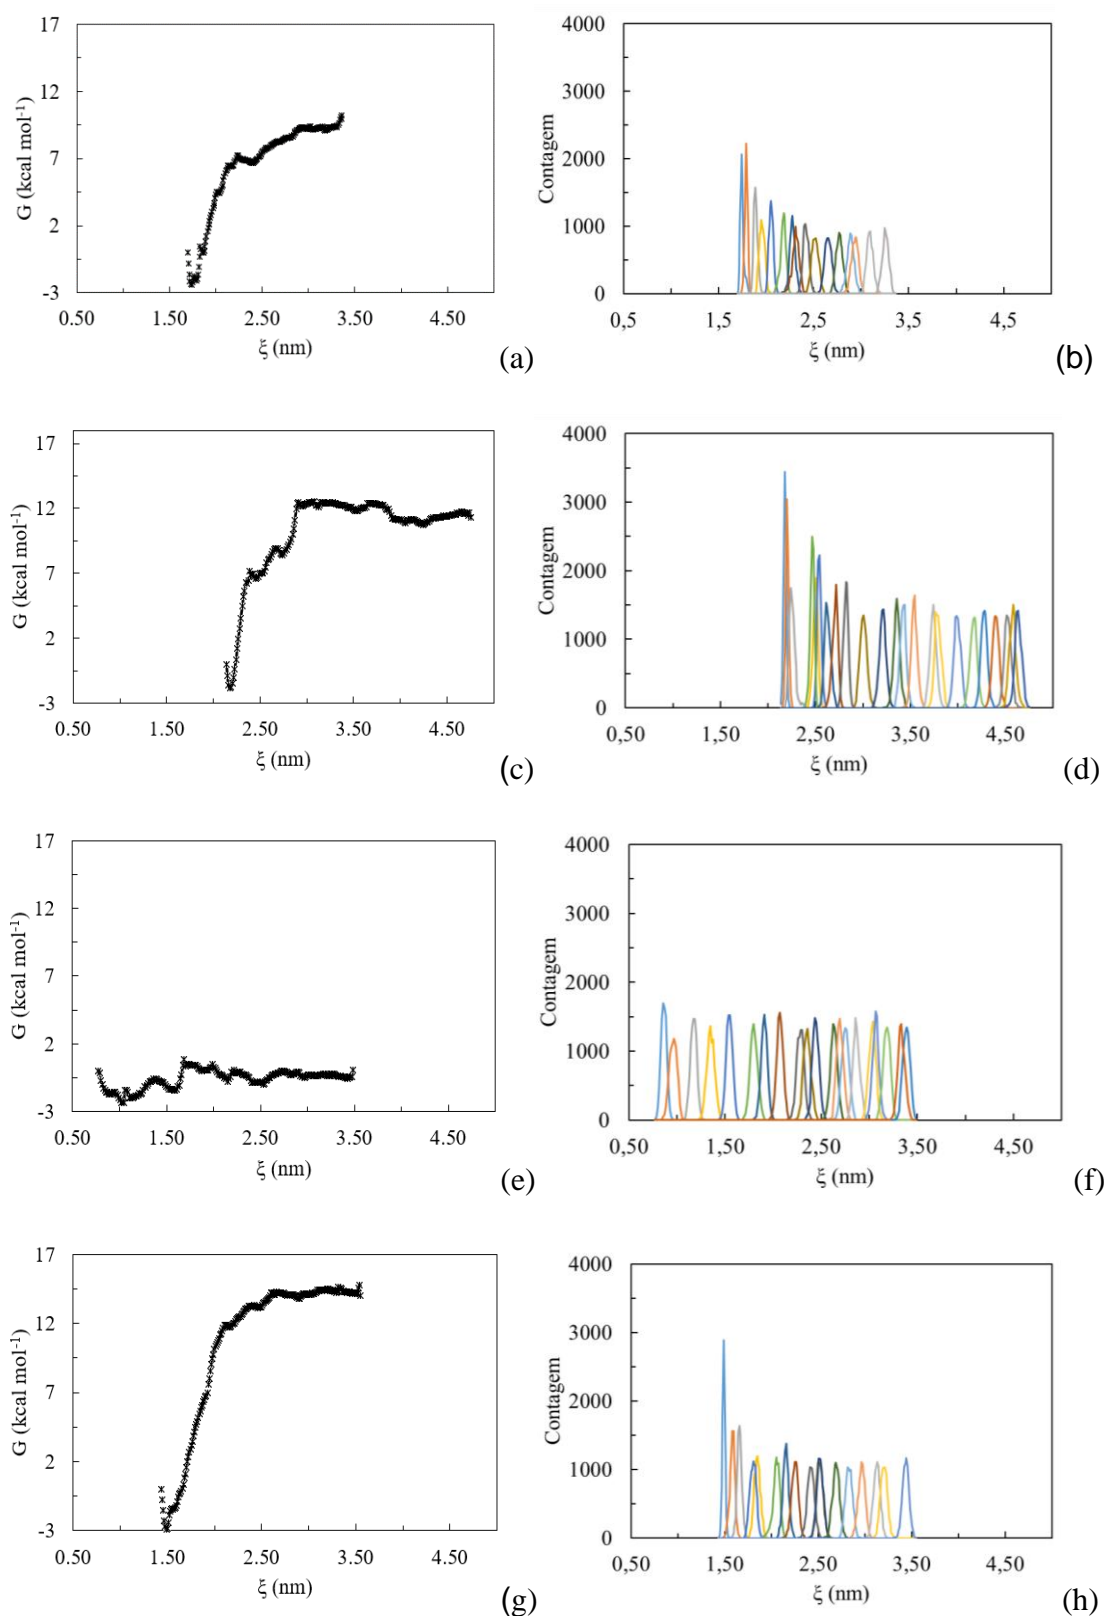 17
12
7
2
-3
G (kcal mol-1)
0.50 1.50 2.50 3.50 4.50
ξ (nm)
(a)
4000
3000
2000
1000
0
Contagem
0,5 1,5 2,5 3,5 4,5
ξ (nm)
(b)
17
12
7
2
-3
G (kcal mol-1)
0.50 1.50 2.50 3.50 4.50
ξ (nm)
(c)
4000
3000
2000
1000
0
Contagem
0,50 1,50 2,50 3,50 4,50
ξ (nm)
(d)
17
12
7
2
-3
G (kcal mol-1)
0.50 1.50 2.50 3.50 4.50
ξ (nm)
(e)
4000
3000
2000
1000
0
Contagem
0,50 1,50 2,50 3,50 4,50
ξ (nm)
(f)
17
12
7
2
-3
G (kcal mol-1)
0.50 1.50 2.50 3.50 4.50
ξ (nm)
(g)
4000
3000
2000
1000
0
Contagem
0,50 1,50 2,50 3,50 4,50
ξ (nm)
(h)